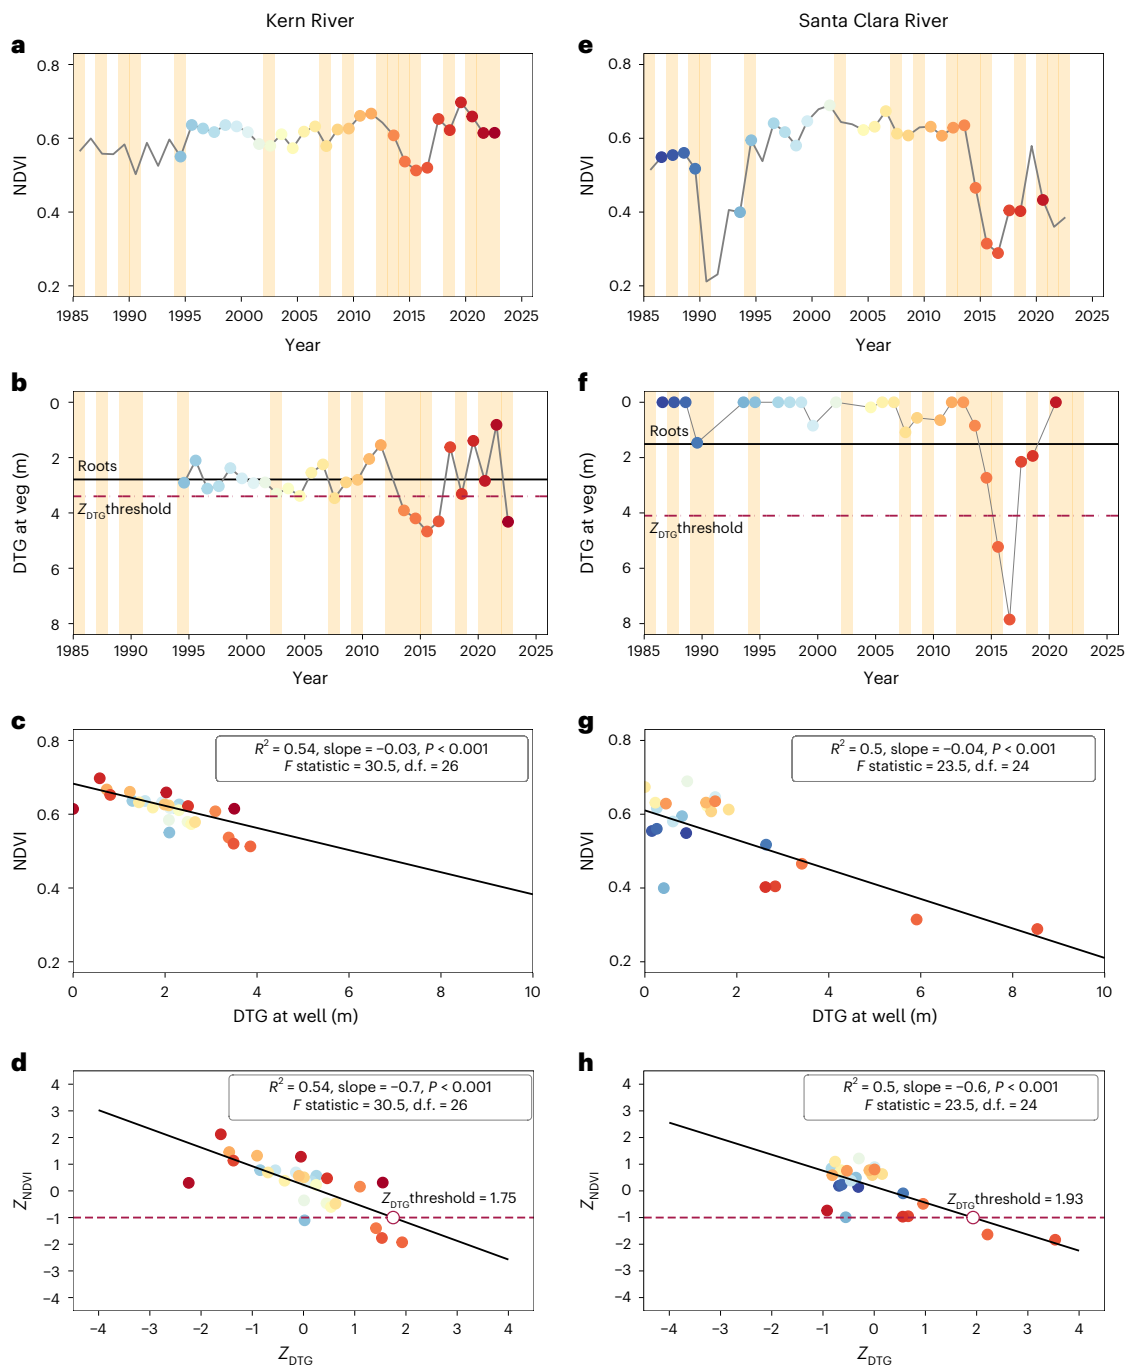 Kern River
Santa Clara River
a
0.8
0.6
0.4
0.2
NDVI
1985 1990 1995 2000 2005 2010 2015 2020 2025
Year
e
0.8
0.6
0.4
0.2
NDVI
1985 1990 1995 2000 2005 2010 2015 2020 2025
Year
b
0
2
4
6
8
DTG at veg (m)
Roots
Z_DTG threshold
1985 1990 1995 2000 2005 2010 2015 2020 2025
Year
f
0
2
4
6
8
DTG at veg (m)
Roots
Z_DTG threshold
1985 1990 1995 2000 2005 2010 2015 2020 2025
Year
c
R² = 0.54, slope = −0.03, P < 0.001
F statistic = 30.5, d.f. = 26
0.8
0.6
0.4
0.2
NDVI
0 2 4 6 8 10
DTG at well (m)
g
R² = 0.5, slope = −0.04, P < 0.001
F statistic = 23.5, d.f. = 24
0.8
0.6
0.4
0.2
NDVI
0 2 4 6 8 10
DTG at well (m)
d
R² = 0.54, slope = −0.7, P < 0.001
F statistic = 30.5, d.f. = 26
4
3
2
1
0
−1
−2
−3
−4
Z_NDVI
Z_DTG threshold = 1.75
−4 −3 −2 −1 0 1 2 3 4
Z_DTG
h
R² = 0.5, slope = −0.6, P < 0.001
F statistic = 23.5, d.f. = 24
4
3
2
1
0
−1
−2
−3
−4
Z_NDVI
Z_DTG threshold = 1.93
−4 −3 −2 −1 0 1 2 3 4
Z_DTG